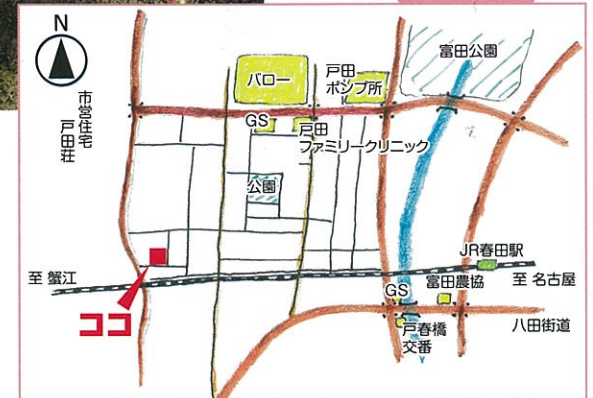 N
市営住宅
戸田荘
バロー
戸田
ポンプ所
富田公園
GS
戸田
ファミリークリニック
公園
JR春田駅
至 蟹江
至 名古屋
ココ
GS
富田農協
戸春橋
交番
八田街道